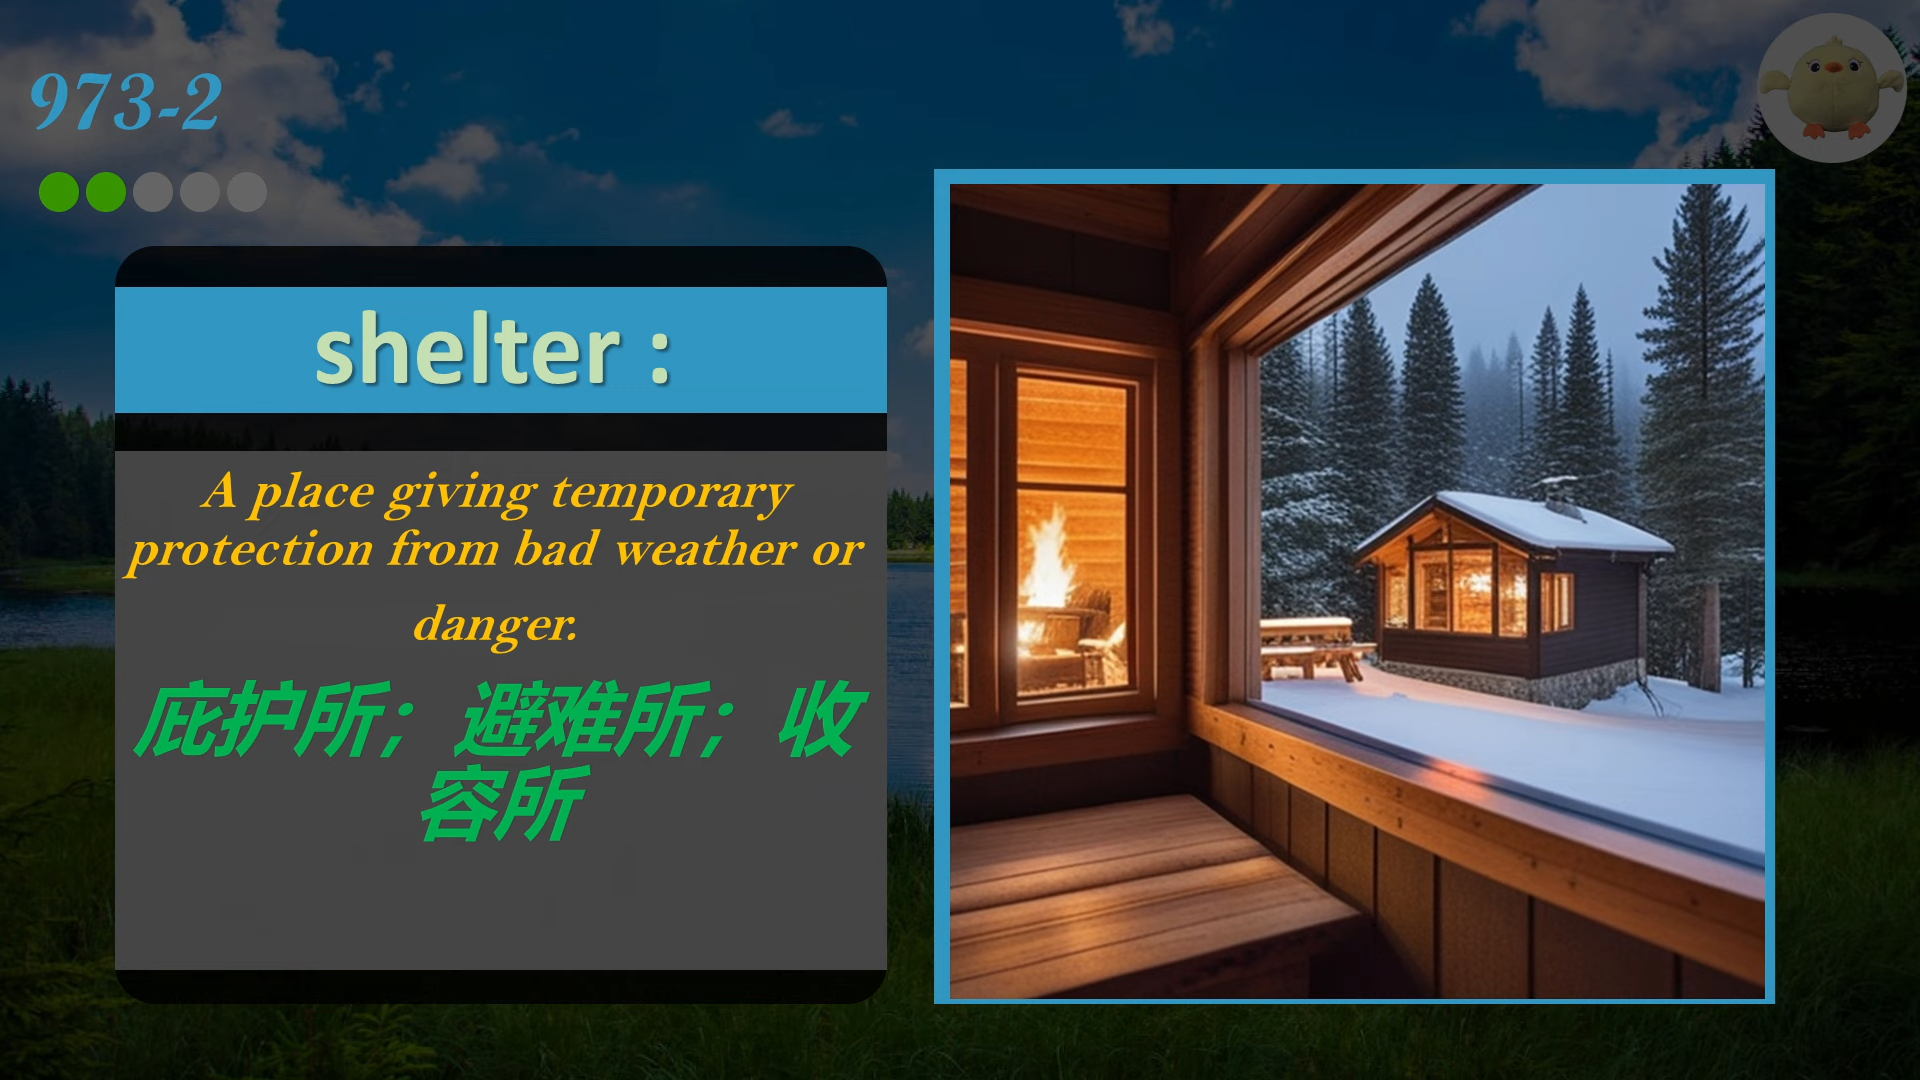 973-2
shelter :
A place giving temporary
protection from bad weather or
danger.
庇护所；避难所；收
容所